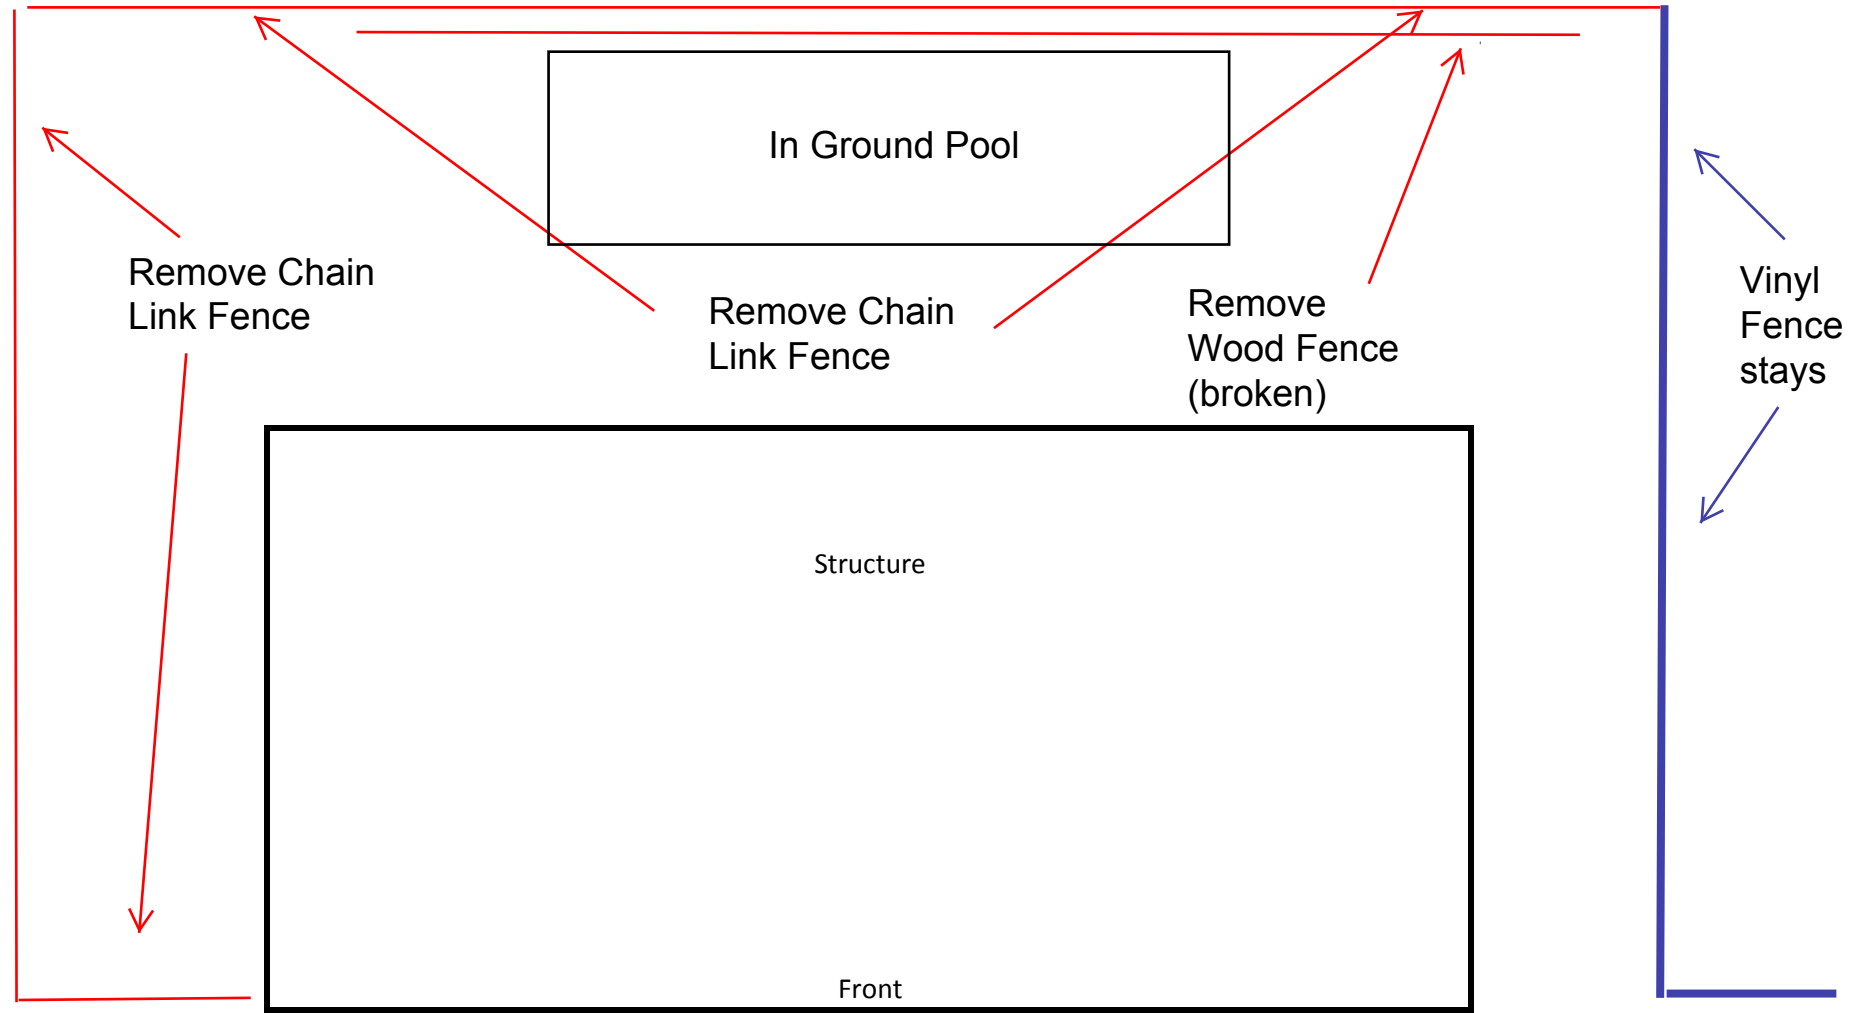 In Ground Pool
Remove Chain
Link Fence
Remove Chain
Link Fence
Remove
Wood Fence
(broken)
Vinyl
Fence
stays
Structure
Front